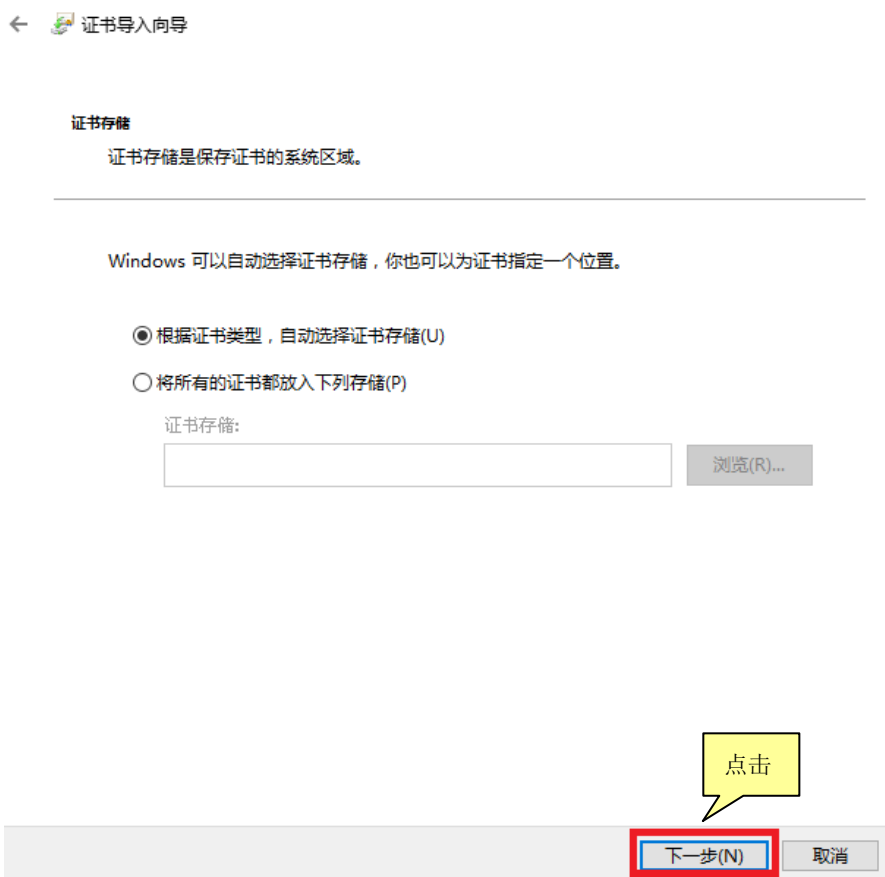 证书导入向导
证书存储
证书存储是保存证书的系统区域。
Windows 可以自动选择证书存储，你也可以为证书指定一个位置。
根据证书类型，自动选择证书存储(U)
将所有的证书都放入下列存储(P)
证书存储:
浏览(R)...
点击
下一步(N)
取消